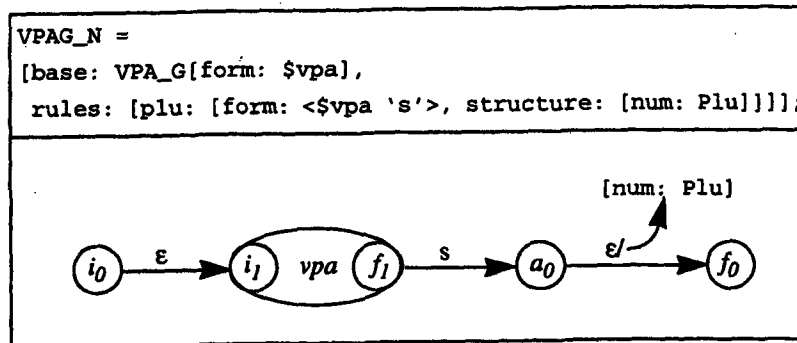 VPAG_N =
[base: VPA_G[form: $vpa],
rules: [plu: [form: <$vpa ‘s’>, structure: [num: Plu]]]];
[num: Plu]
i0 ε i1 vpa f1 s a0 ε/ f0